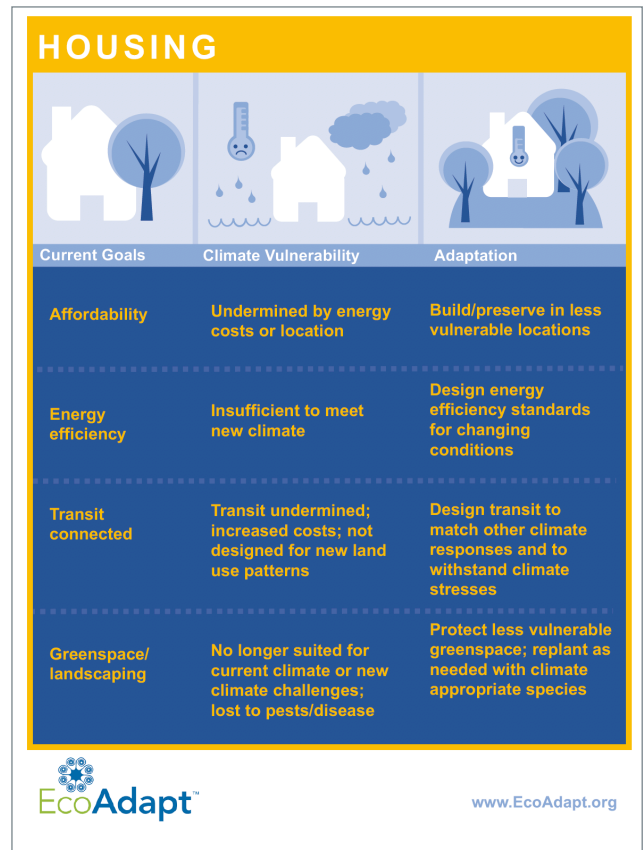 HOUSING
Current Goals
Climate Vulnerability
Adaptation
Affordability
Undermined by energy
costs or location
Build/preserve in less
vulnerable locations
Energy
efficiency
Insufficient to meet
new climate
Design energy
efficiency standards
for changing
conditions
Transit
connected
Transit undermined;
increased costs; not
designed for new land
use patterns
Design transit to
match other climate
responses and to
withstand climate
stresses
Greenspace/
landscaping
No longer suited for
current climate or new
climate challenges;
lost to pests/disease
Protect less vulnerable
greenspace; replant as
needed with climate
appropriate species
EcoAdapt™
www.EcoAdapt.org